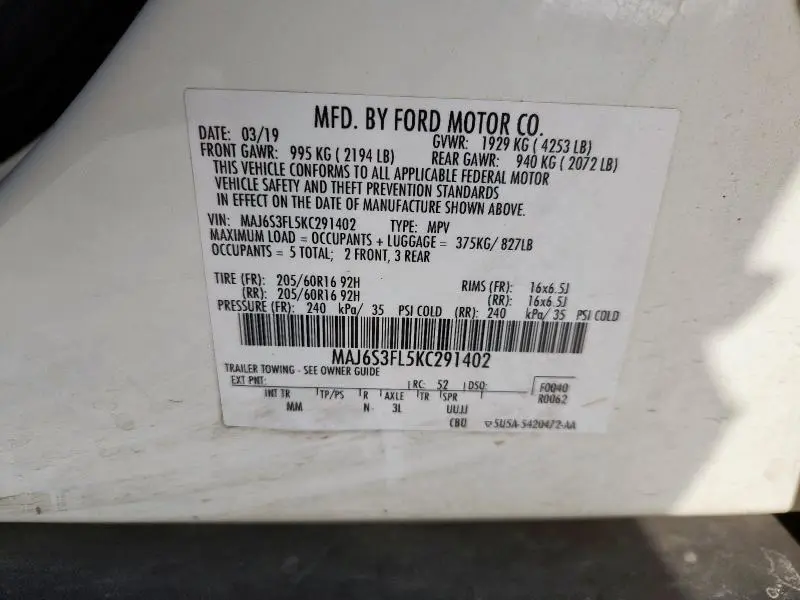 MFD. BY FORD MOTOR CO.
DATE: 03/19 GVWR: 1929 KG ( 4253 LB)
FRONT GAWR: 995 KG ( 2194 LB) REAR GAWR: 940 KG ( 2072 LB)
THIS VEHICLE CONFORMS TO ALL APPLICABLE FEDERAL MOTOR
VEHICLE SAFETY AND THEFT PREVENTION STANDARDS
IN EFFECT ON THE DATE OF MANUFACTURE SHOWN ABOVE.
VIN: MAJ6S3FL5KC291402 TYPE: MPV
MAXIMUM LOAD = OCCUPANTS + LUGGAGE = 375KG/ 827LB
OCCUPANTS = 5 TOTAL; 2 FRONT, 3 REAR
TIRE (FR): 205/60R16 92H RIMS (FR): 16x6.5J
(RR): 205/60R16 92H (RR): 16x6.5J
PRESSURE (FR): 240 kPa/ 35 PSI COLD (RR): 240 kPa/ 35 PSI COLD
MAJ6S3FL5KC291402
TRAILER TOWING - SEE OWNER GUIDE
EXT PNT: RC: 52 DSO: F0040
R0062
INT TR TP/PS R AXLE TR SPR
MM N 3L UUJJ
CBU 5U5A-5420472-AA